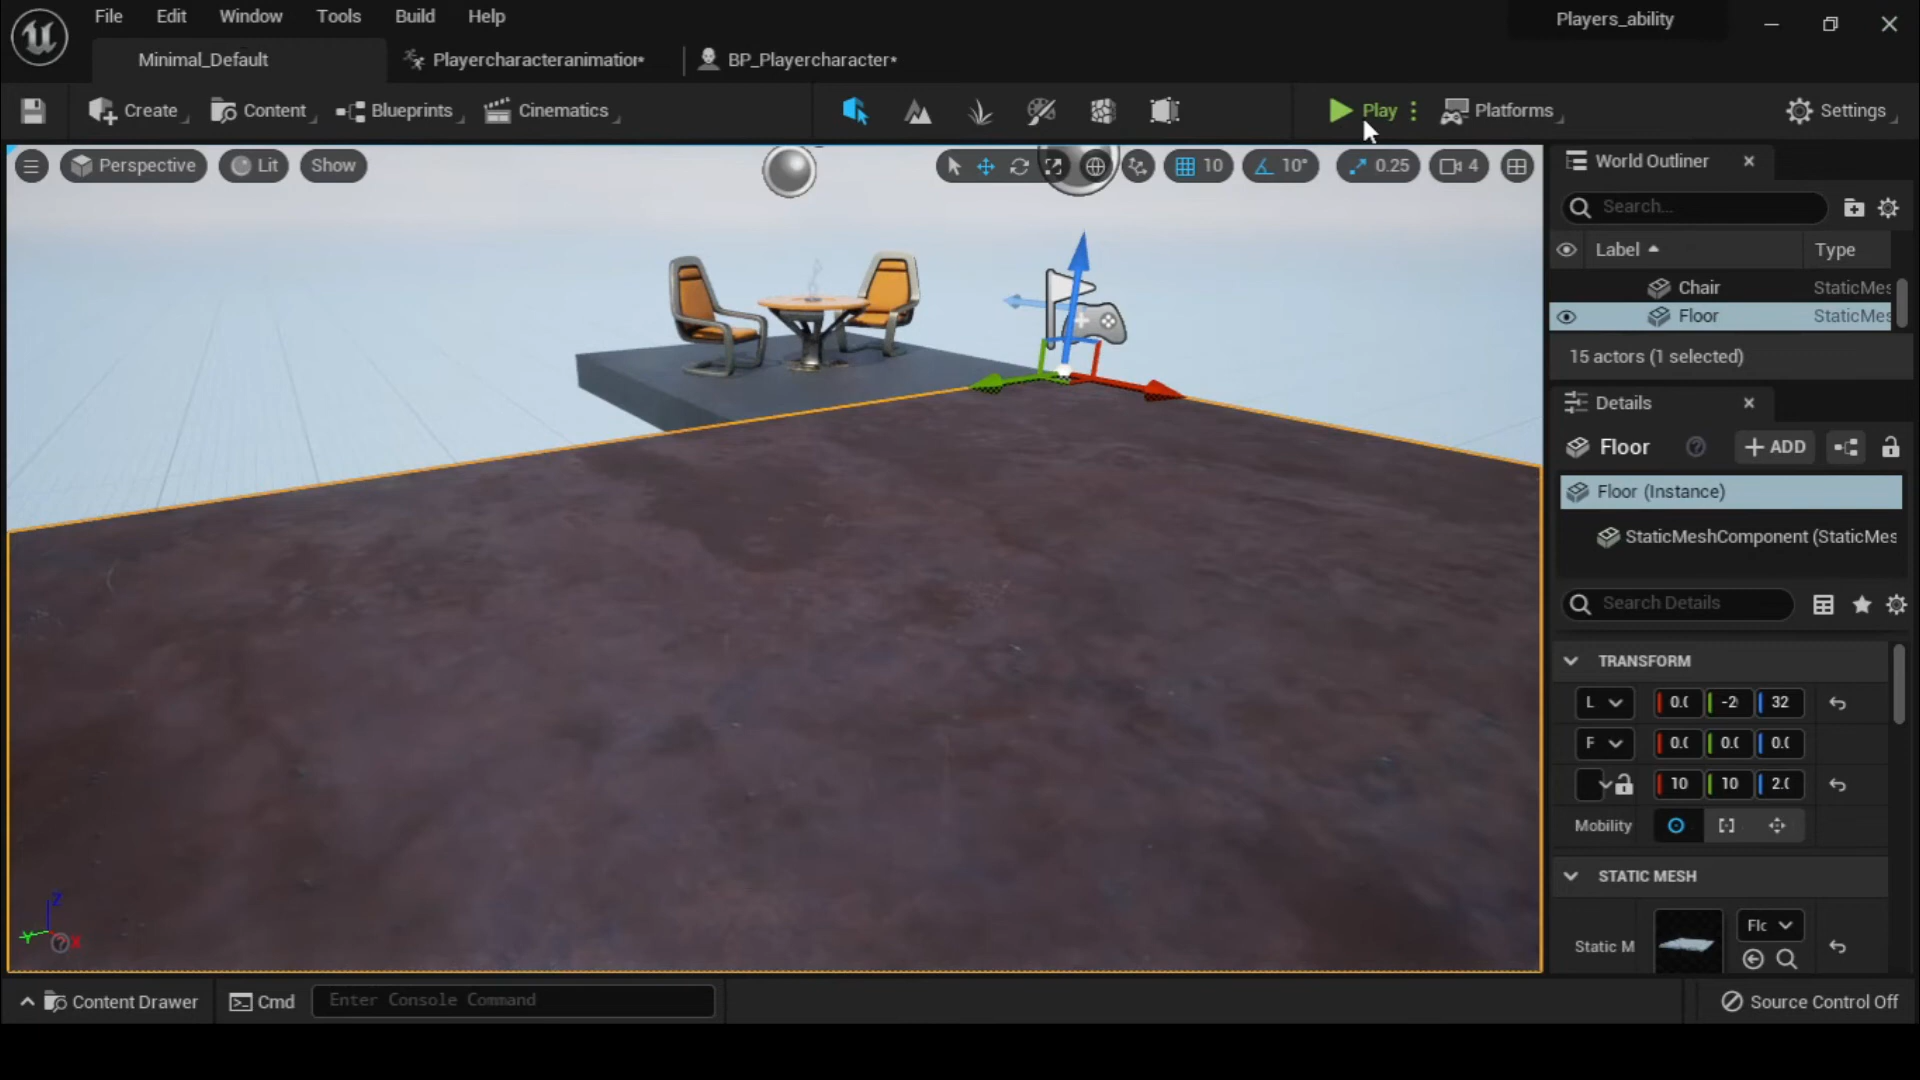 File Edit Window Tools Build Help
Players_ability
Minimal_Default
Playercharacteranimation*
BP_Playercharacter*
Create
Content
Blueprints
Cinematics
Play
Platforms
Settings
Perspective
Lit
Show
10
10°
0.25
4
World Outliner
Search...
Label
Type
Chair
StaticMes
Floor
StaticMes
15 actors (1 selected)
Details
Floor
+ ADD
Floor (Instance)
StaticMeshComponent (StaticMes
Search Details
TRANSFORM
L 0.( -2 32
F 0.( 0.( 0.(
10 10 2.(
Mobility
STATIC MESH
Static M
Flc
Z
Y
X
Content Drawer
Cmd
Enter Console Command
Source Control Off